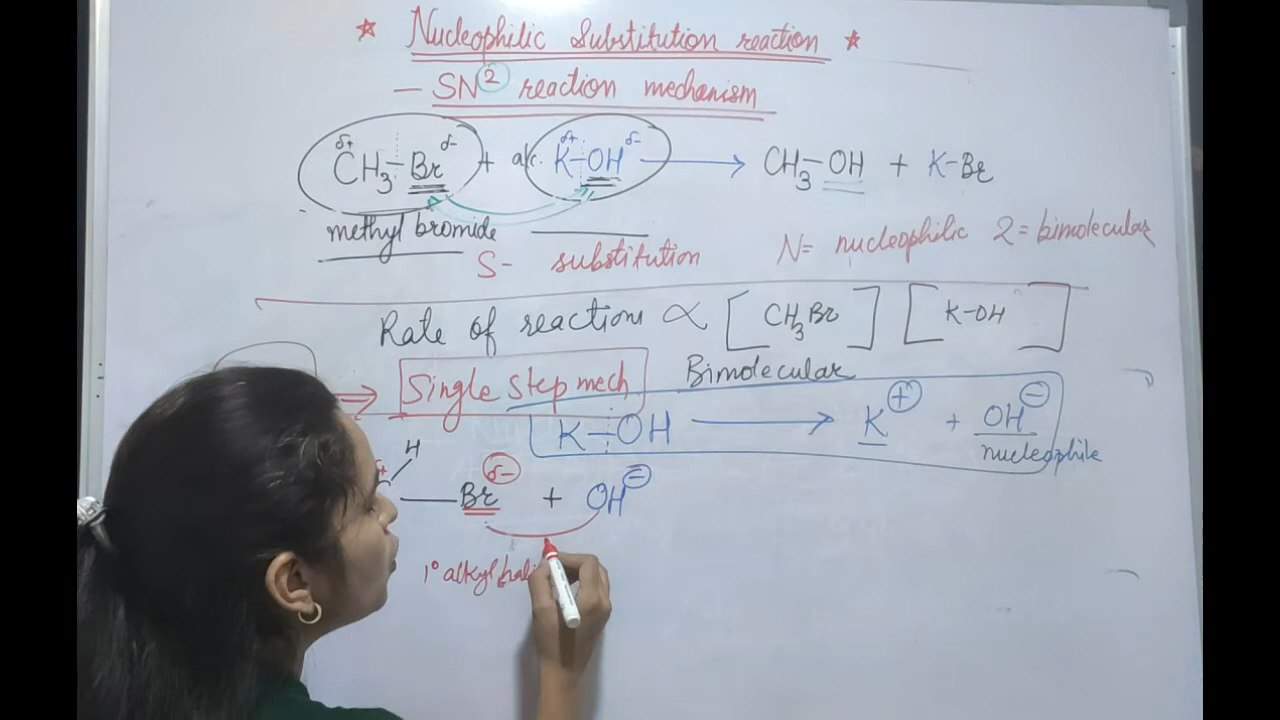 * Nucleophilic Substitution reaction *
– SN² reaction mechanism
δ+ δ- δ+ δ-
CH₃–Br + alc. K–OH → CH₃–OH + K–Br
methyl bromide
S- substitution N= nucleophilic 2= bimolecular
Rate of reaction ∝ [CH₃Br] [K–OH]
⇒ Single step mech Bimolecular
K–OH → K⊕ + OH⊖
nucleophile
H
+ Br δ- + OH⊖
1° alkyl